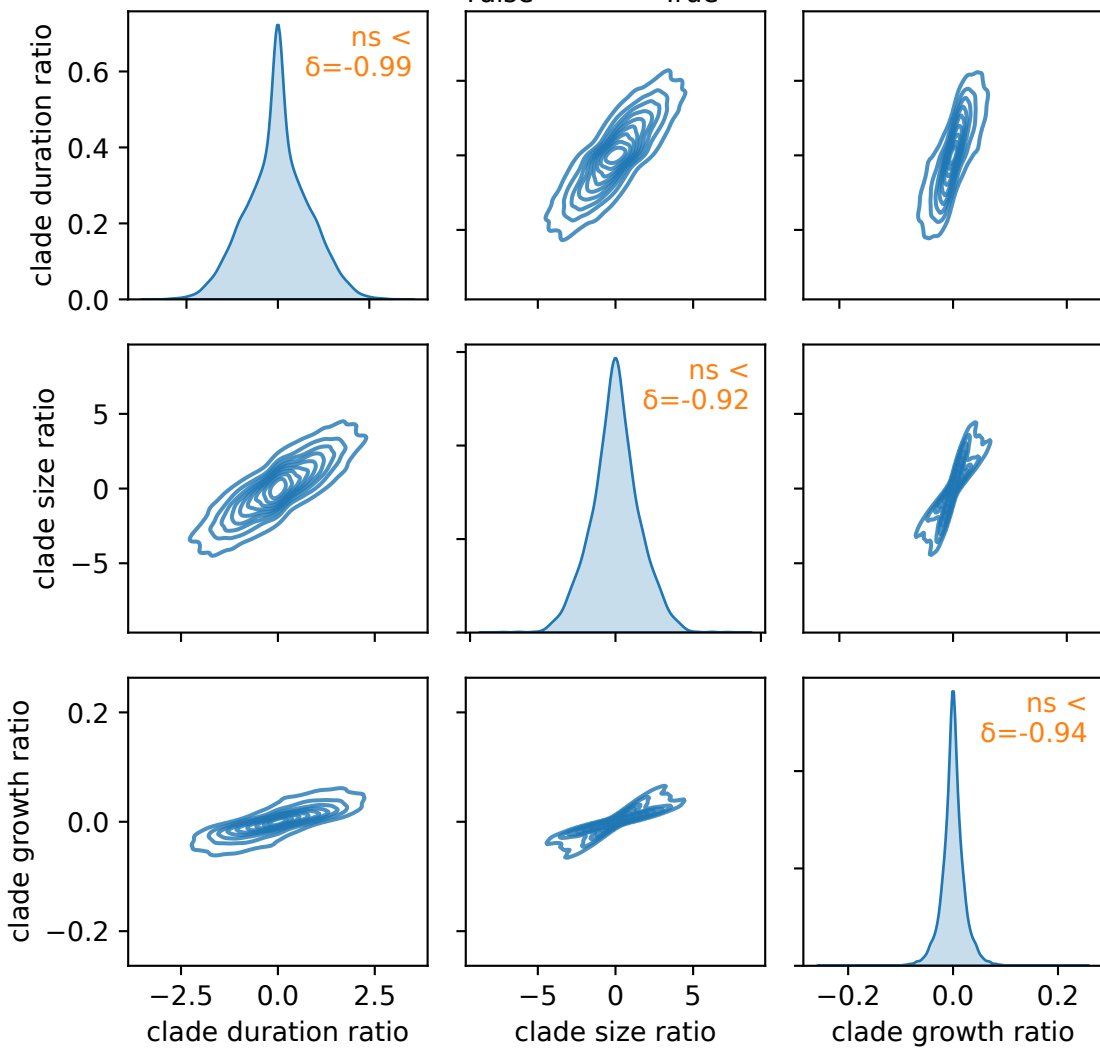 False True
clade duration ratio
0.6
0.4
0.2
0.0
ns <
δ=-0.99
clade size ratio
5
0
−5
ns <
δ=-0.92
clade growth ratio
0.2
0.0
−0.2
ns <
δ=-0.94
−2.5 0.0 2.5
−5 0 5
−0.2 0.0 0.2
clade duration ratio
clade size ratio
clade growth ratio